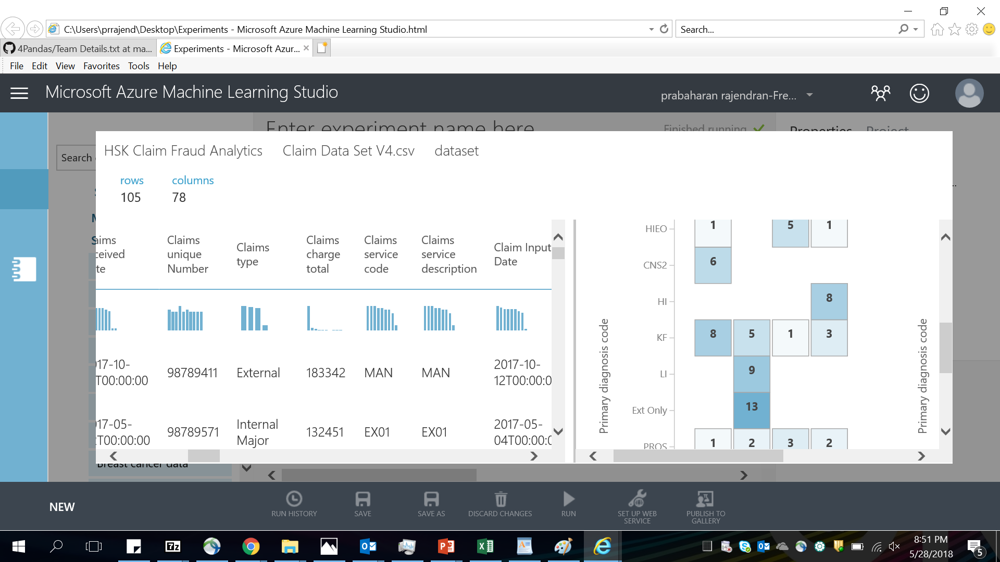 C:\Users\prrajend\Desktop\Experiments - Microsoft Azure Machine Learning Studio.html
Search...
4Pandas/Team Details.txt at ma...
Experiments - Microsoft Azur...
File Edit View Favorites Tools Help
Microsoft Azure Machine Learning Studio
prabaharan rajendran-Fre...
Enter experiment name here
Finished running
Properties Project
Search
HSK Claim Fraud Analytics Claim Data Set V4.csv dataset
rows columns
105 78
aims
ceived
te
Claims
unique
Number
Claims
type
Claims
charge
total
Claims
service
code
Claims
service
description
Claim Input
Date
017-10-
T00:00:00
98789411
External
183342
MAN
MAN
2017-10-
12T00:00:0
017-05-
T00:00:00
98789571
Internal
Major
132451
EX01
EX01
2017-05-
04T00:00:0
Primary diagnosis code
HIEO 1 5 1
CNS2 6
HI 8
KF 8 5 1 3
LI 9
Ext Only 13
PROS 1 2 3 2
Primary diagnosis code
Breast cancer data
NEW
RUN HISTORY
SAVE
SAVE AS
DISCARD CHANGES
RUN
SET UP WEB
SERVICE
PUBLISH TO
GALLERY
8:51 PM
5/28/2018
5